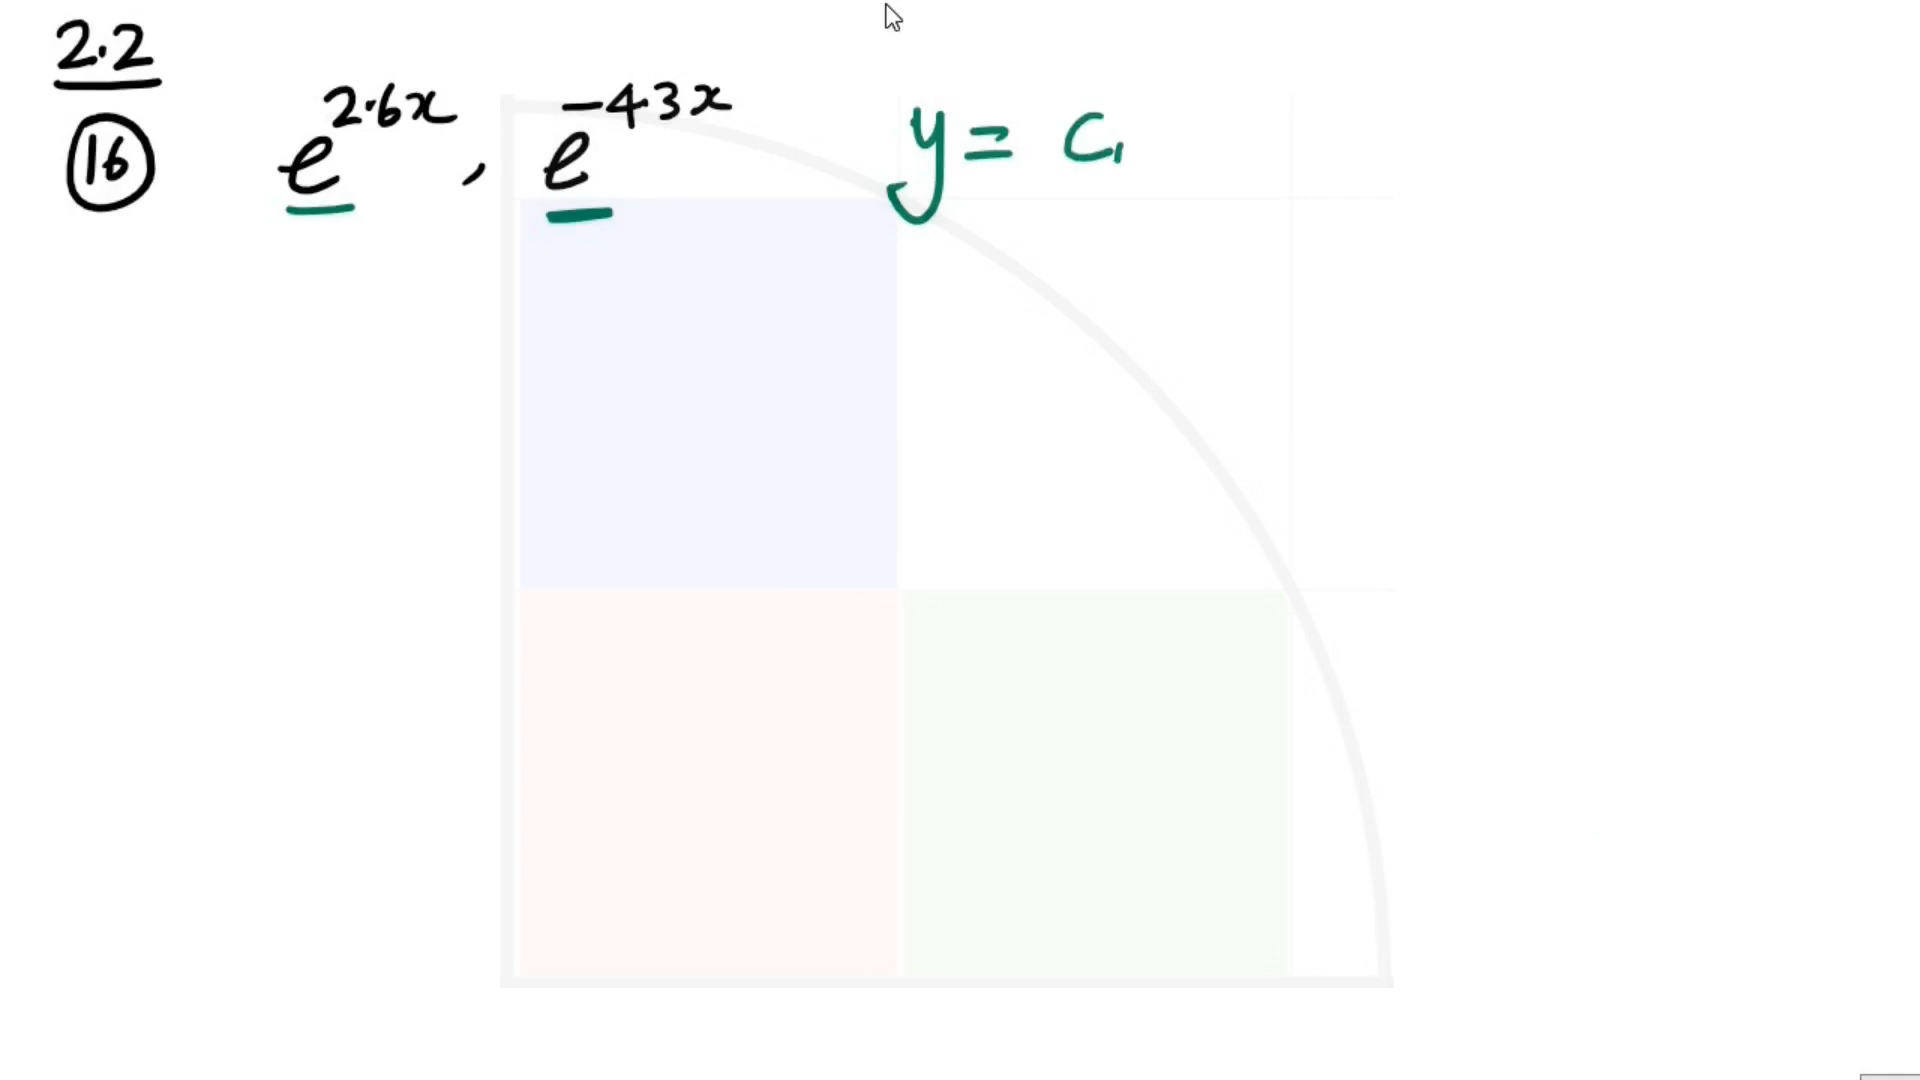 2.2
16 e^{2.6x} , e^{-4.3x} y = c₁